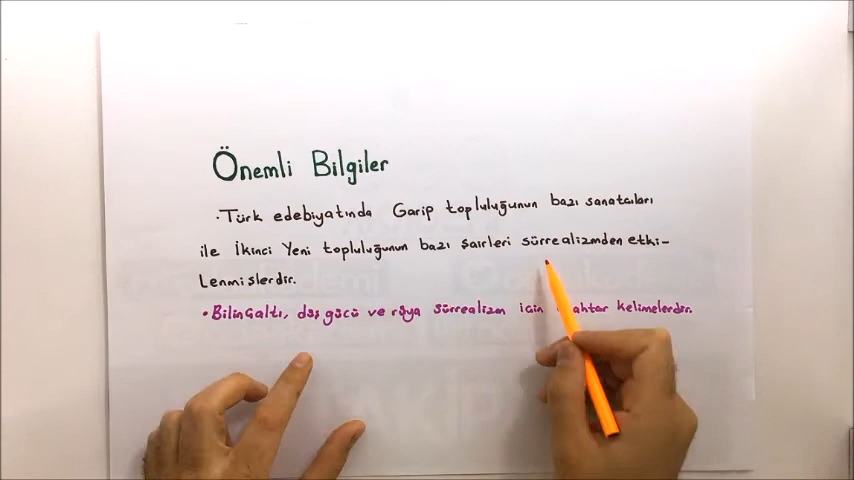 Önemli Bilgiler
• Türk edebiyatında Garip topluluğunun bazı sanatcıları
ile İkinci Yeni topluluğunun bazı şairleri sürrealizmden etki-
lenmişlerdir.
• Bilinçaltı, düş gücü ve rüya sürrealizm için kelimelerdir.